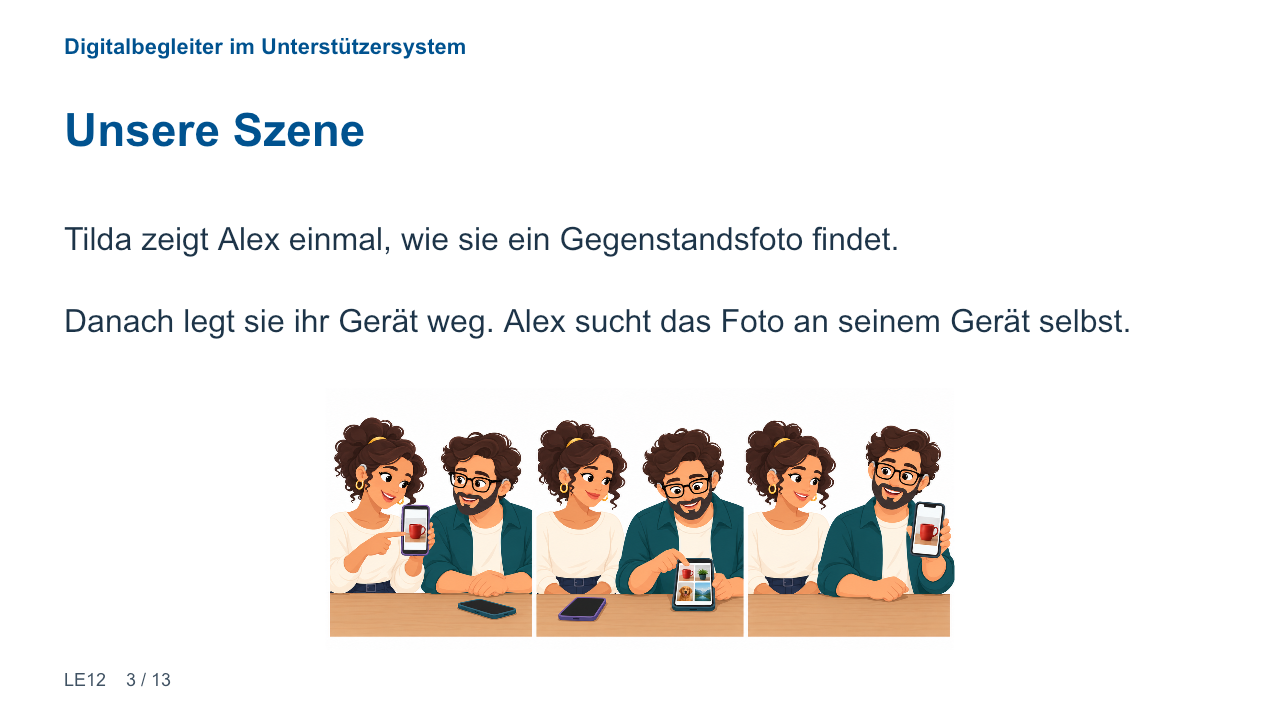 Digitalbegleiter im Unterstützersystem
Unsere Szene
Tilda zeigt Alex einmal, wie sie ein Gegenstandsfoto findet.
Danach legt sie ihr Gerät weg. Alex sucht das Foto an seinem Gerät selbst.
LE12 3 / 13